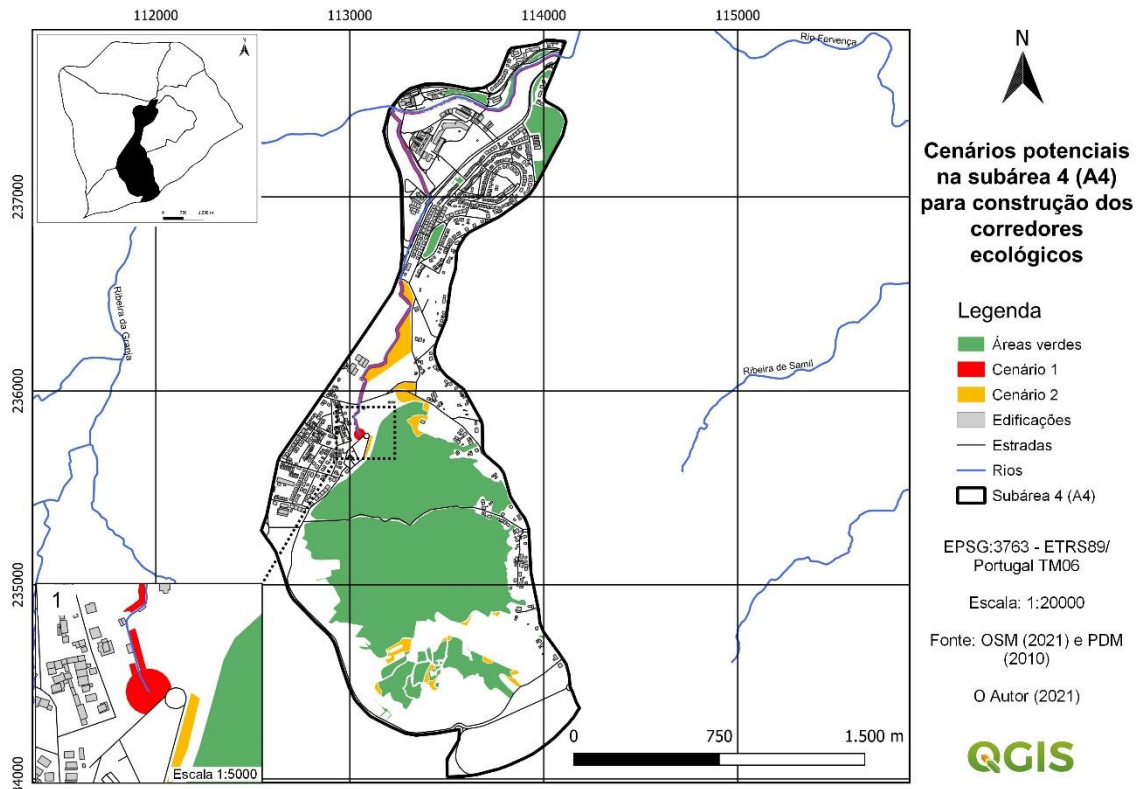 112000
113000
114000
115000
237000
236000
235000
234000
N
0
Rio Fervença
Ribeira da Granja
Ribeira de Samil
1
Escala 1:5000
0
750
1.500 m
N
Cenários potenciais
na subárea 4 (A4)
para construção dos
corredores
ecológicos
Legenda
Áreas verdes
Cenário 1
Cenário 2
Edificações
Estradas
Rios
Subárea 4 (A4)
EPSG:3763 - ETRS89/
Portugal TM06
Escala: 1:20000
Fonte: OSM (2021) e PDM
(2010)
O Autor (2021)
QGIS